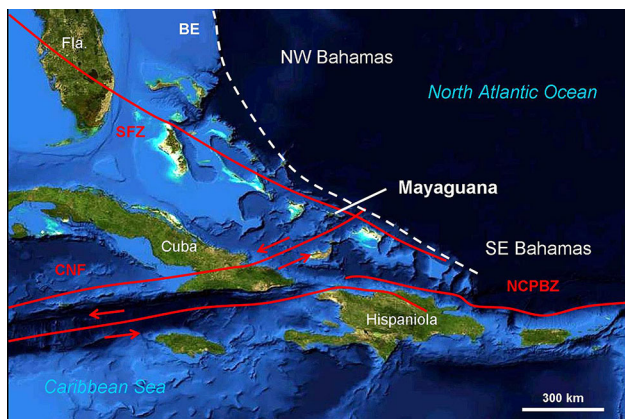 BE
Fla.
NW Bahamas
North Atlantic Ocean
SFZ
Mayaguana
Cuba
SE Bahamas
CNF
NCPBZ
Hispaniola
Caribbean Sea
300 km